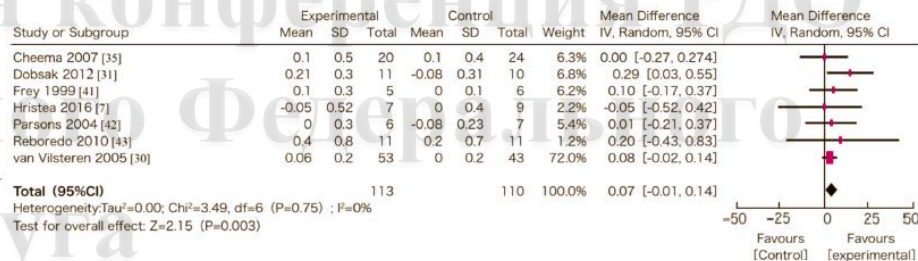 й конференция РДО
ого Федерального
уга
Experimental Control Mean Difference Mean Difference
Study or Subgroup Mean SD Total Mean SD Total Weight IV, Random, 95% CI IV, Random, 95% CI
Cheema 2007 [35] 0.1 0.5 20 0.1 0.4 24 6.3% 0.00 [-0.27, 0.274]
Dobsak 2012 [31] 0.21 0.3 11 -0.08 0.31 10 6.8% 0.29 [0.03, 0.55]
Frey 1999 [41] 0.1 0.3 5 0 0.1 6 6.6% 0.10 [-0.17, 0.37]
Hristea 2016 [7] -0.05 0.52 7 0 0.4 9 2.2% -0.05 [-0.52, 0.42]
Parsons 2004 [42] 0 0.3 6 -0.08 0.23 7 5.4% 0.01 [-0.21, 0.37]
Reboredo 2010 [43] 0.4 0.8 11 0.2 0.7 11 1.2% 0.20 [-0.43, 0.83]
van Vilsteren 2005 [30] 0.06 0.2 53 0 0.2 43 72.0% 0.08 [-0.02, 0.14]
Total (95%CI) 113 110 100.0% 0.07 [-0.01, 0.14]
Heterogeneity:Tau²=0.00; Chi²=3.49, df=6 (P=0.75) ; I²=0%
Test for overall effect: Z=2.15 (P=0.003)
-50 -25 0 25 50
Favours Favours
[Control] [experimental]